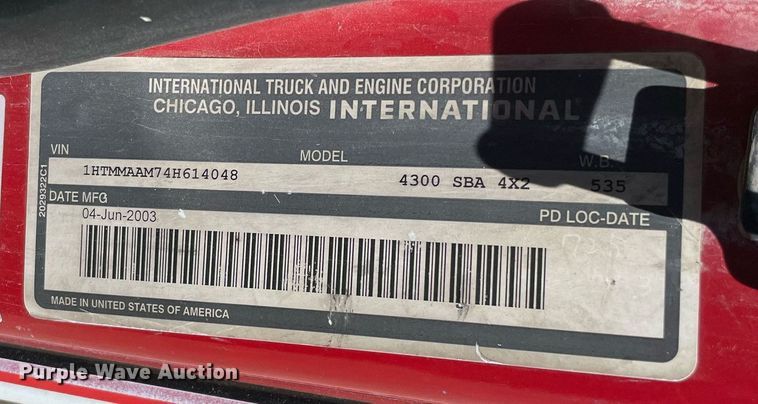 INTERNATIONAL TRUCK AND ENGINE CORPORATION
CHICAGO, ILLINOIS INTERNATIONAL
VIN MODEL W.B.
1HTMMAAM74H614048 4300 SBA 4X2 535
DATE MFG PD LOC-DATE
04-Jun-2003
MADE IN UNITED STATES OF AMERICA
2029322C1
Purple Wave Auction